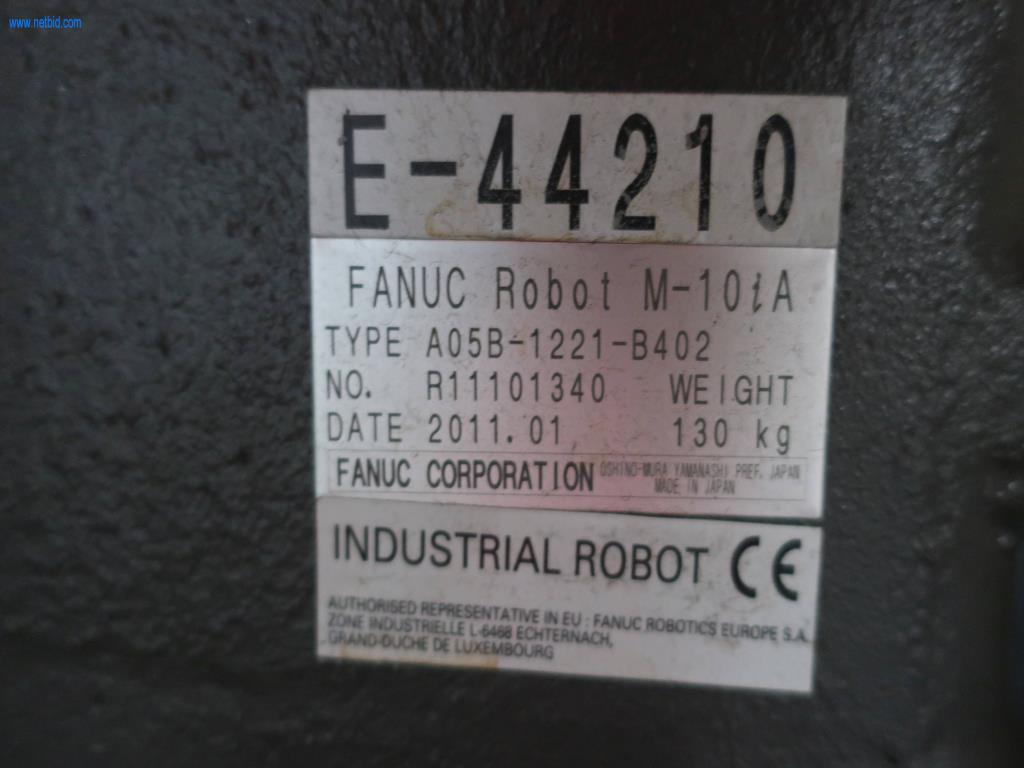 www.netbid.com
E-44210
FANUC Robot M-10iA
TYPE A05B-1221-B402
NO. R11101340 WEIGHT
DATE 2011.01 130 kg
FANUC CORPORATION OSHINO-MURA YAMANASHI PREF. JAPAN
MADE IN JAPAN
INDUSTRIAL ROBOT CE
AUTHORISED REPRESENTATIVE IN EU : FANUC ROBOTICS EUROPE S.A.
ZONE INDUSTRIELLE L-6468 ECHTERNACH,
GRAND-DUCHE DE LUXEMBOURG